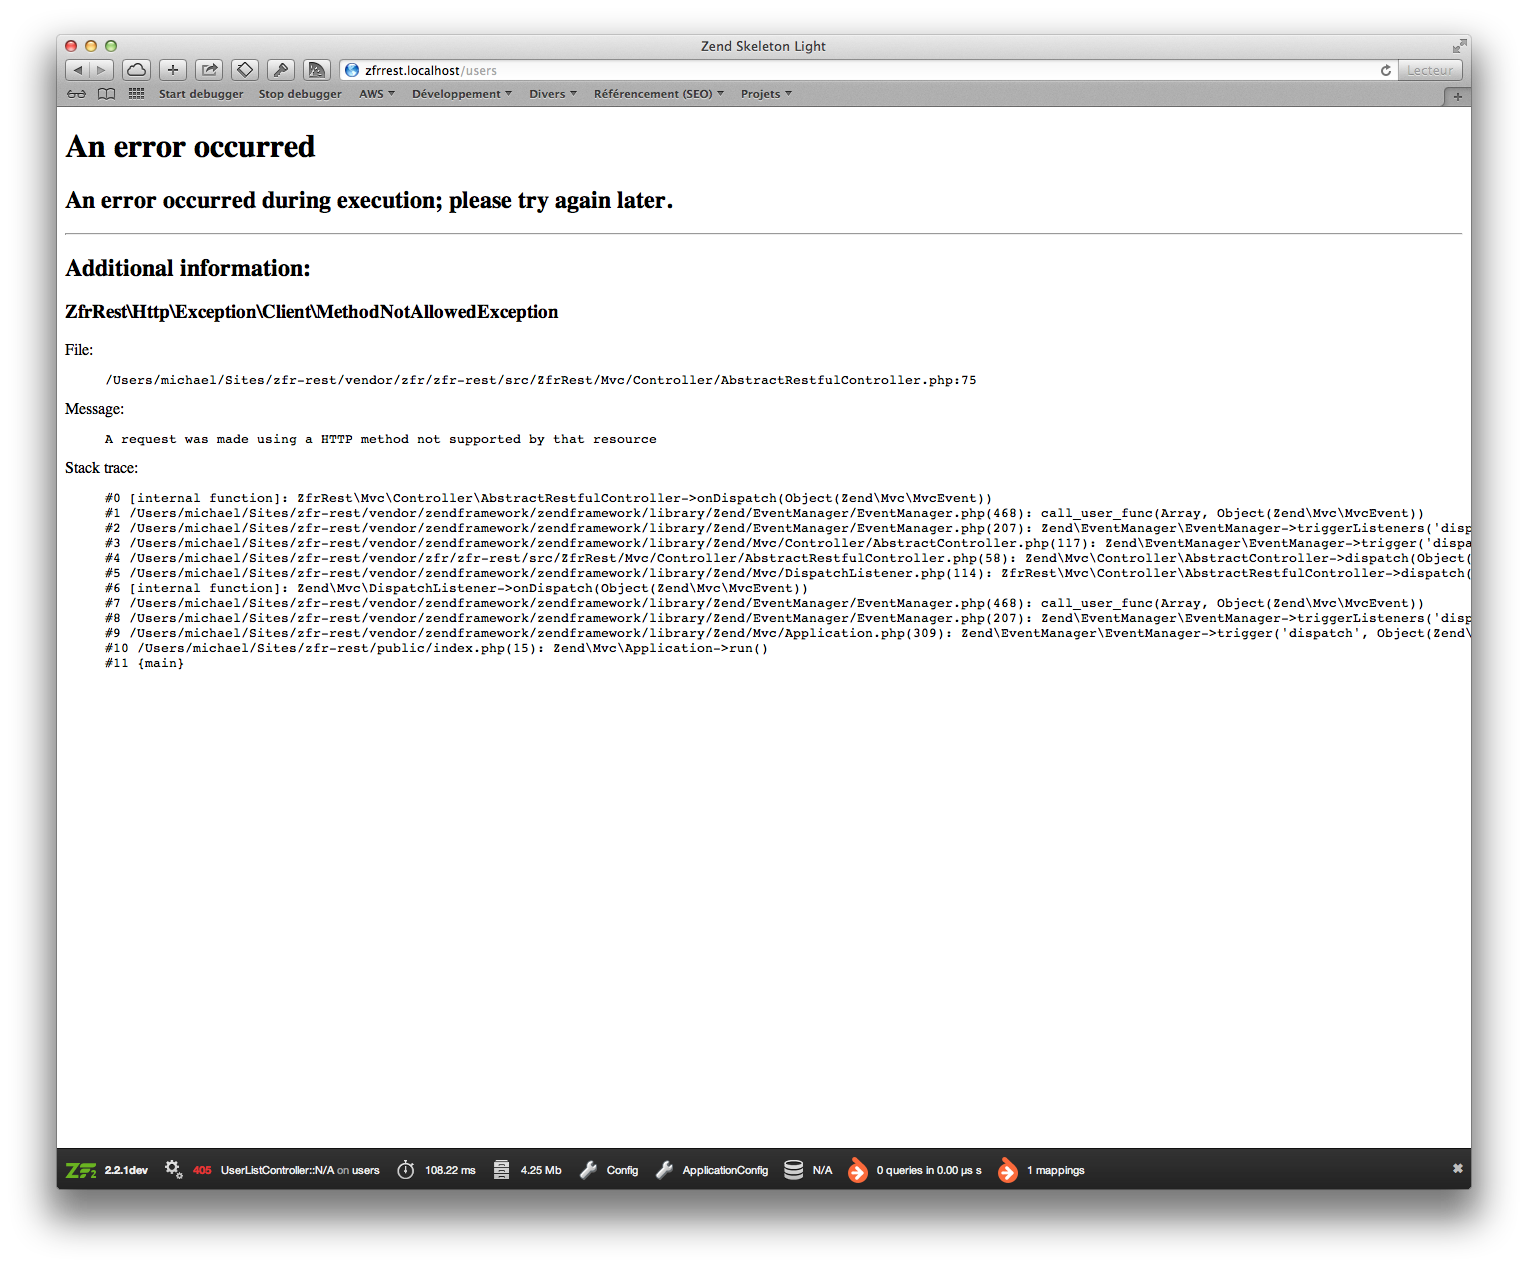 Zend Skeleton Light
zfrrest.localhost/users
Lecteur
Start debugger Stop debugger AWS Développement Divers Référencement (SEO) Projets
An error occurred
An error occurred during execution; please try again later.
Additional information:
ZfrRest\Http\Exception\Client\MethodNotAllowedException
File:
/Users/michael/Sites/zfr-rest/vendor/zfr/zfr-rest/src/ZfrRest/Mvc/Controller/AbstractRestfulController.php:75
Message:
A request was made using a HTTP method not supported by that resource
Stack trace:
#0 [internal function]: ZfrRest\Mvc\Controller\AbstractRestfulController->onDispatch(Object(Zend\Mvc\MvcEvent))
#1 /Users/michael/Sites/zfr-rest/vendor/zendframework/zendframework/library/Zend/EventManager/EventManager.php(468): call_user_func(Array, Object(Zend\Mvc\MvcEvent))
#2 /Users/michael/Sites/zfr-rest/vendor/zendframework/zendframework/library/Zend/EventManager/EventManager.php(207): Zend\EventManager\EventManager->triggerListeners('disp
#3 /Users/michael/Sites/zfr-rest/vendor/zendframework/zendframework/library/Zend/Mvc/Controller/AbstractController.php(117): Zend\EventManager\EventManager->trigger('dispa
#4 /Users/michael/Sites/zfr-rest/vendor/zfr/zfr-rest/src/ZfrRest/Mvc/Controller/AbstractRestfulController.php(58): Zend\Mvc\Controller\AbstractController->dispatch(Object(
#5 /Users/michael/Sites/zfr-rest/vendor/zendframework/zendframework/library/Zend/Mvc/DispatchListener.php(114): ZfrRest\Mvc\Controller\AbstractRestfulController->dispatch(
#6 [internal function]: Zend\Mvc\DispatchListener->onDispatch(Object(Zend\Mvc\MvcEvent))
#7 /Users/michael/Sites/zfr-rest/vendor/zendframework/zendframework/library/Zend/EventManager/EventManager.php(468): call_user_func(Array, Object(Zend\Mvc\MvcEvent))
#8 /Users/michael/Sites/zfr-rest/vendor/zendframework/zendframework/library/Zend/EventManager/EventManager.php(207): Zend\EventManager\EventManager->triggerListeners('disp
#9 /Users/michael/Sites/zfr-rest/vendor/zendframework/zendframework/library/Zend/Mvc/Application.php(309): Zend\EventManager\EventManager->trigger('dispatch', Object(Zend\
#10 /Users/michael/Sites/zfr-rest/public/index.php(15): Zend\Mvc\Application->run()
#11 {main}
ZF2 2.2.1dev 405 UserListController::N/A on users 108.22 ms 4.25 Mb Config ApplicationConfig N/A 0 queries in 0.00 µs s 1 mappings